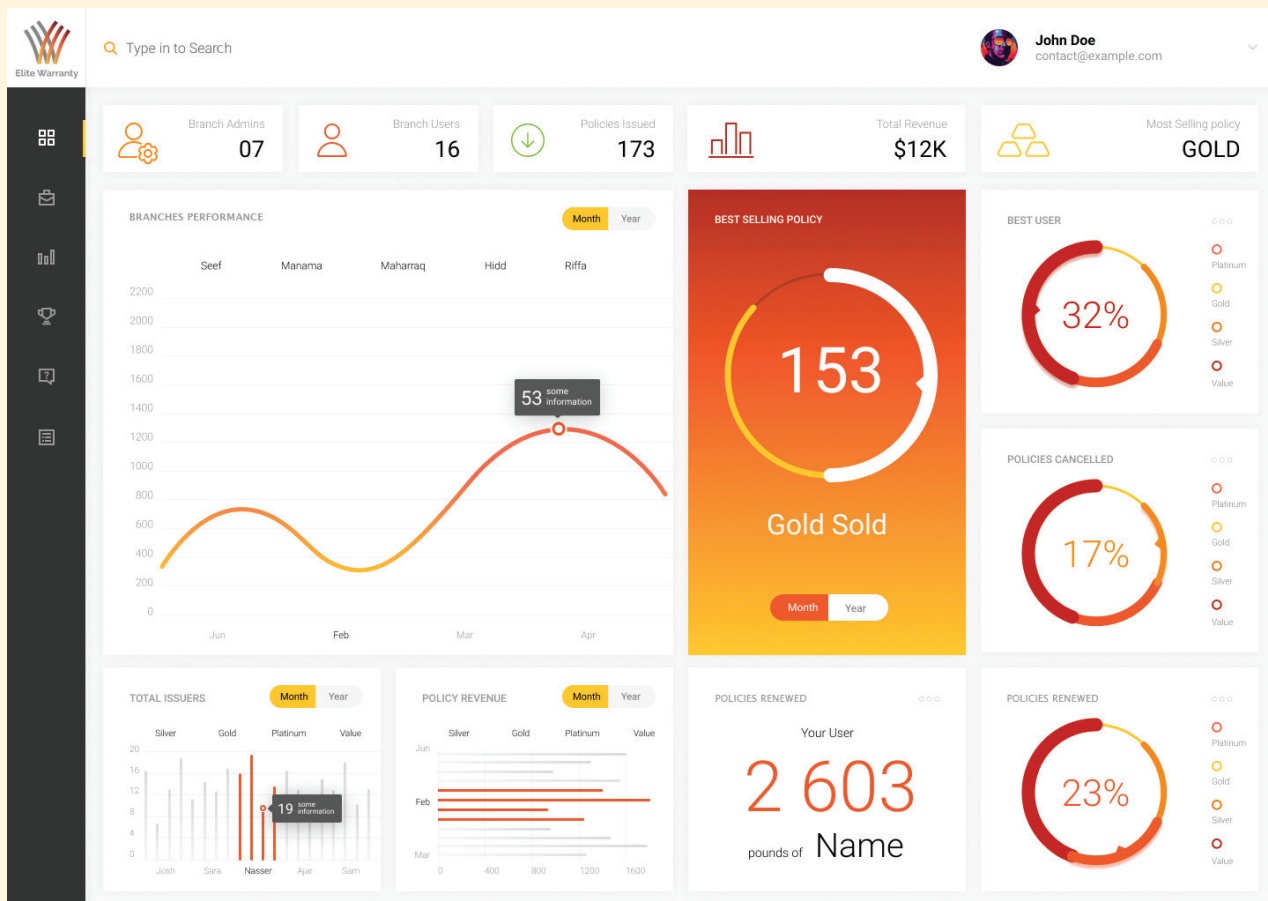 Elite Warranty
Type in to Search
John Doe
contact@example.com
Branch Admins
07
Branch Users
16
Policies Issued
173
Total Revenue
$12K
Most Selling policy
GOLD
BRANCHES PERFORMANCE
Month Year
Seef Manama Maharraq Hidd Riffa
2200
2000
1800
1600
1400
1200
1000
800
600
400
200
0
53 some information
Jun Feb Mar Apr
BEST SELLING POLICY
153
Gold Sold
Month Year
BEST USER
32%
Platinum
Gold
Silver
Value
POLICIES CANCELLED
17%
Platinum
Gold
Silver
Value
TOTAL ISSUERS
Month Year
Silver Gold Platinum Value
20
16
12
8
4
0
19 some information
Josh Sara Nasser Ajar Sam
POLICY REVENUE
Month Year
Silver Gold Platinum Value
Jun
Feb
Mar
0 400 800 1200 1600
POLICIES RENEWED
Your User
2 603
pounds of Name
POLICIES RENEWED
23%
Platinum
Gold
Silver
Value